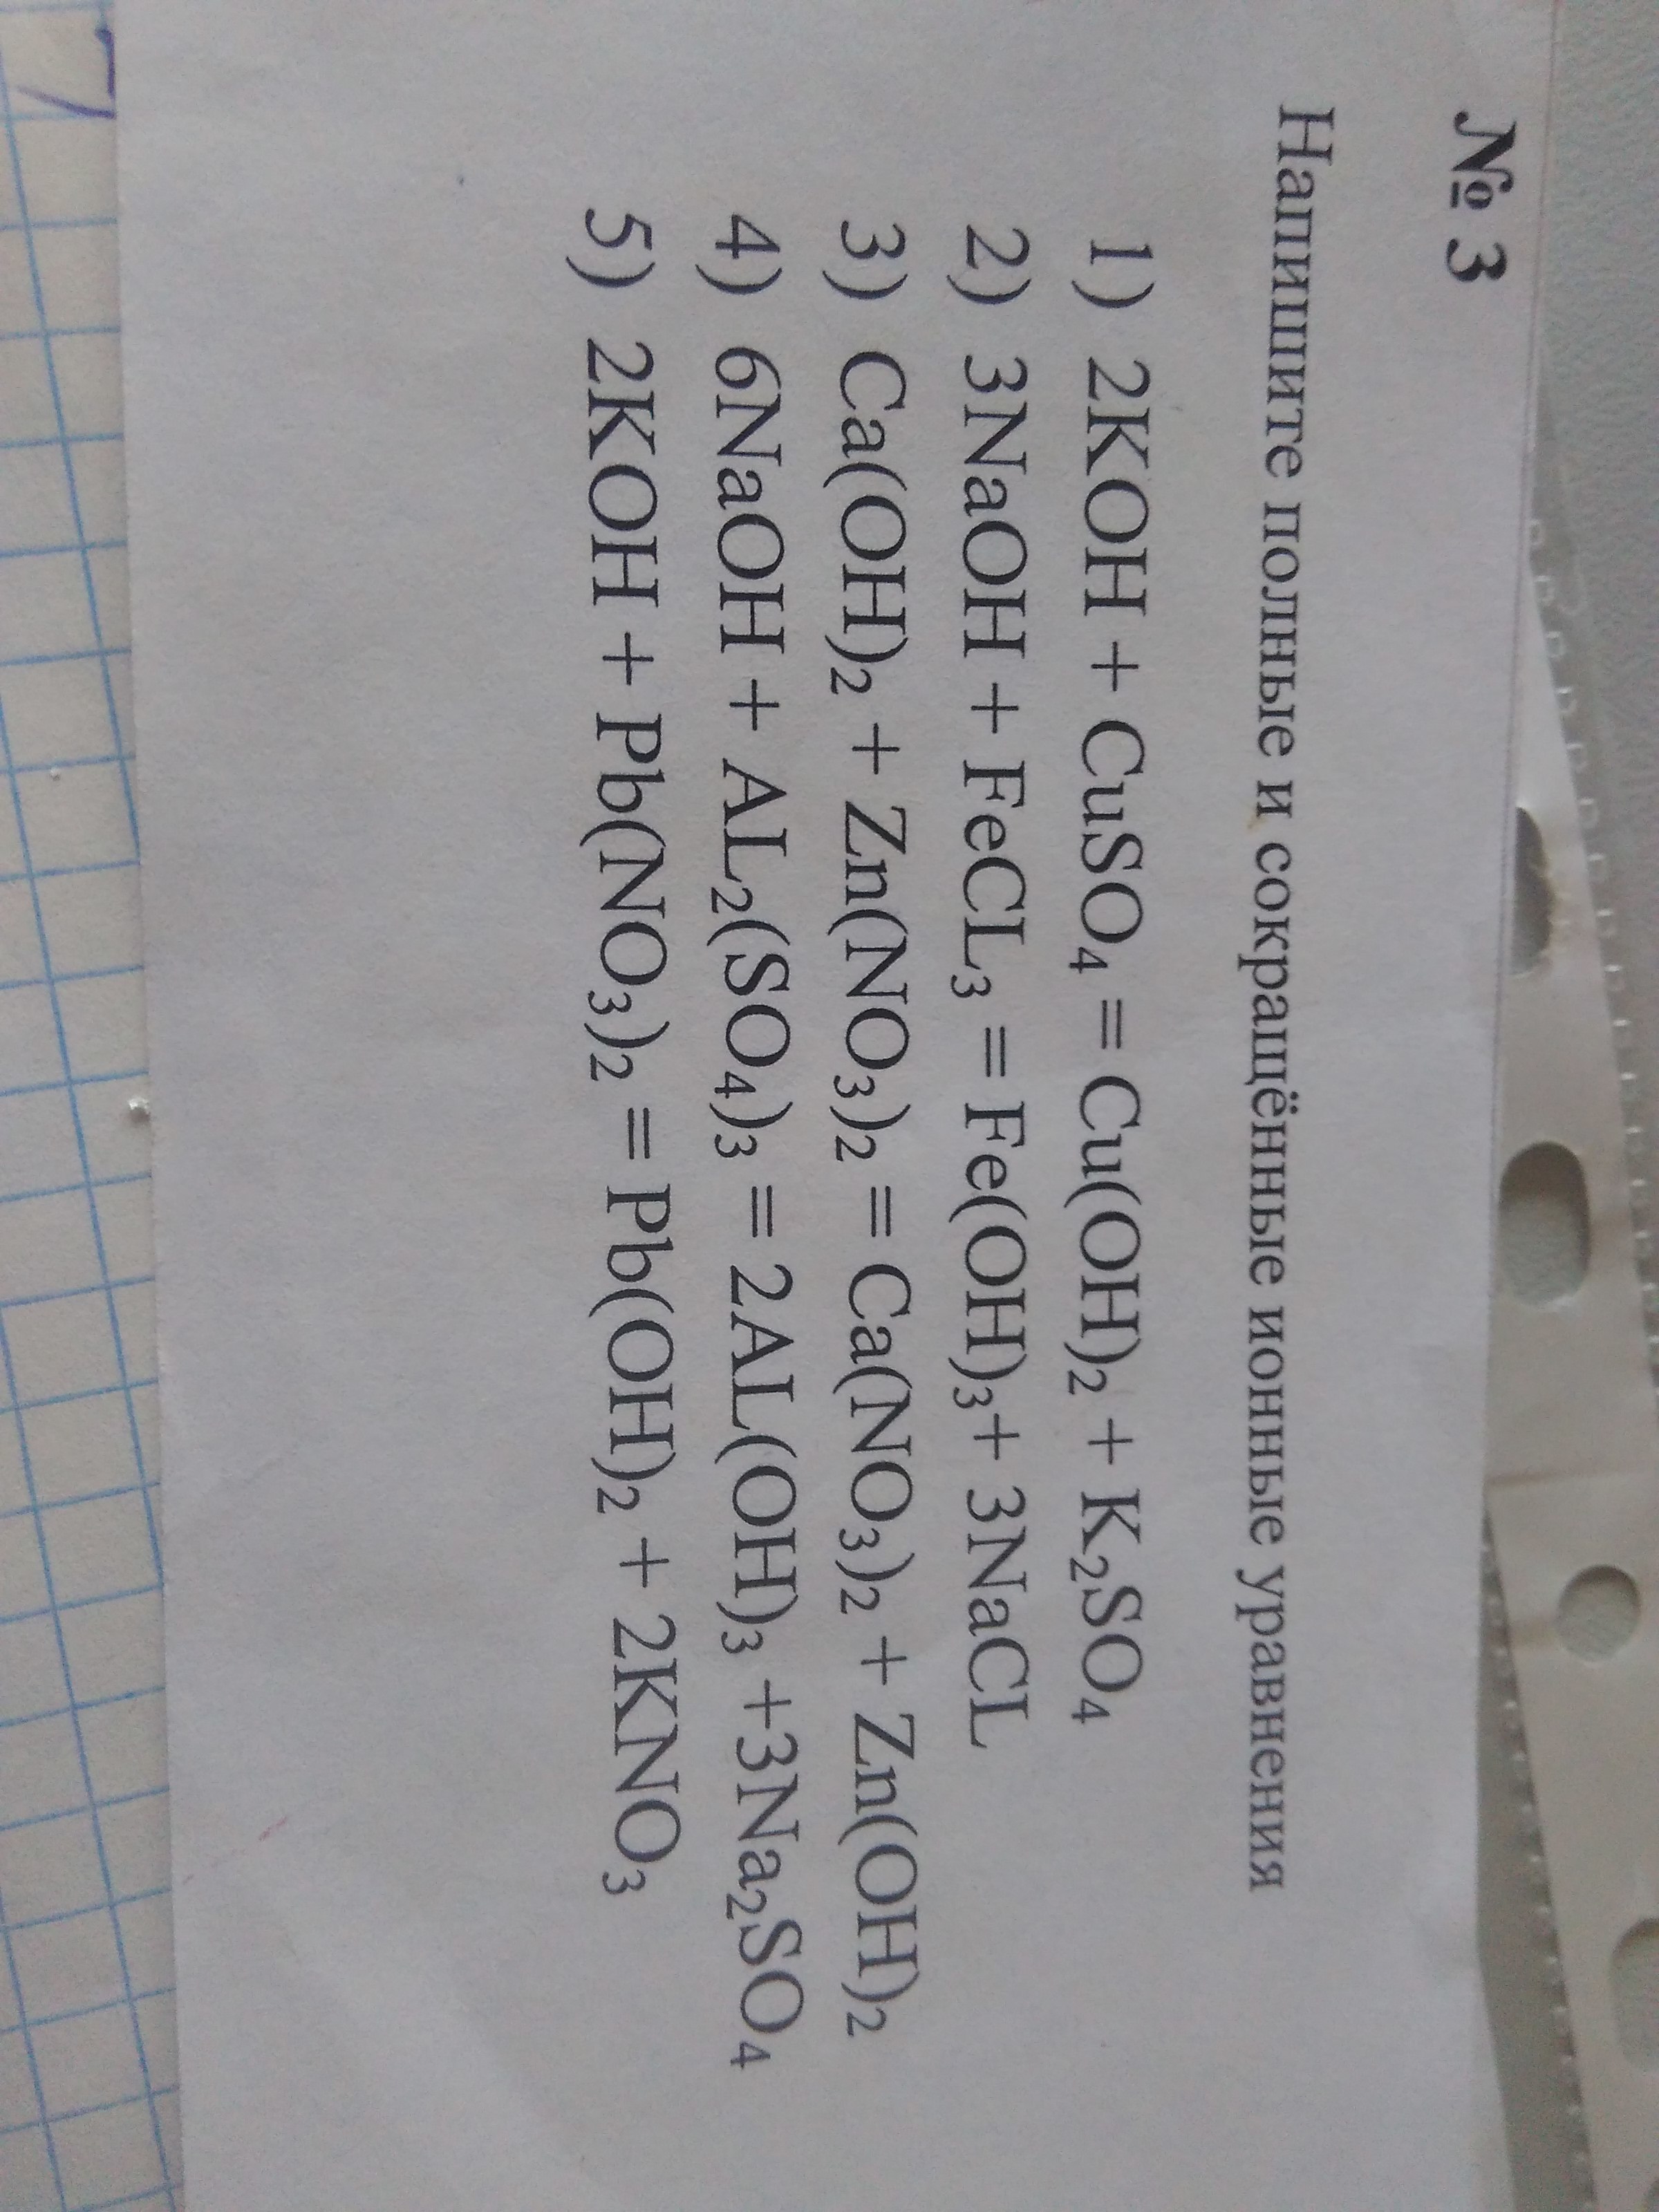 № 3
Напишите полные и сокращённые ионные уравнения
1) 2KOH + CuSO₄ = Cu(OH)₂ + K₂SO₄
2) 3NaOH + FeCL₃ = Fe(OH)₃+ 3NaCL
3) Ca(OH)₂ + Zn(NO₃)₂ = Ca(NO₃)₂ + Zn(OH)₂
4) 6NaOH + AL₂(SO₄)₃ = 2AL(OH)₃ +3Na₂SO₄
5) 2KOH + Pb(NO₃)₂ = Pb(OH)₂ + 2KNO₃